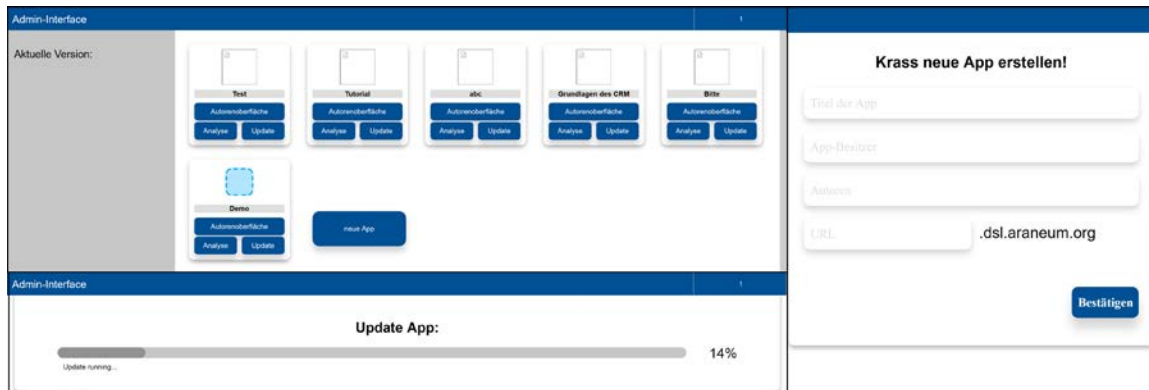 Admin-Interface 1
Aktuelle Version:
Test Tutorial abc Grundlagen des CRM Bitte
Autorenoberfläche Autorenoberfläche Autorenoberfläche Autorenoberfläche Autorenoberfläche
Analyse Update Analyse Update Analyse Update Analyse Update Analyse Update
Demo
Autorenoberfläche
neue App
Analyse Update
Admin-Interface 1
Update App:
14%
Update running...
Krass neue App erstellen!
Titel der App
App-Besitzer
Autoren
URL .dsl.araneum.org
Bestätigen